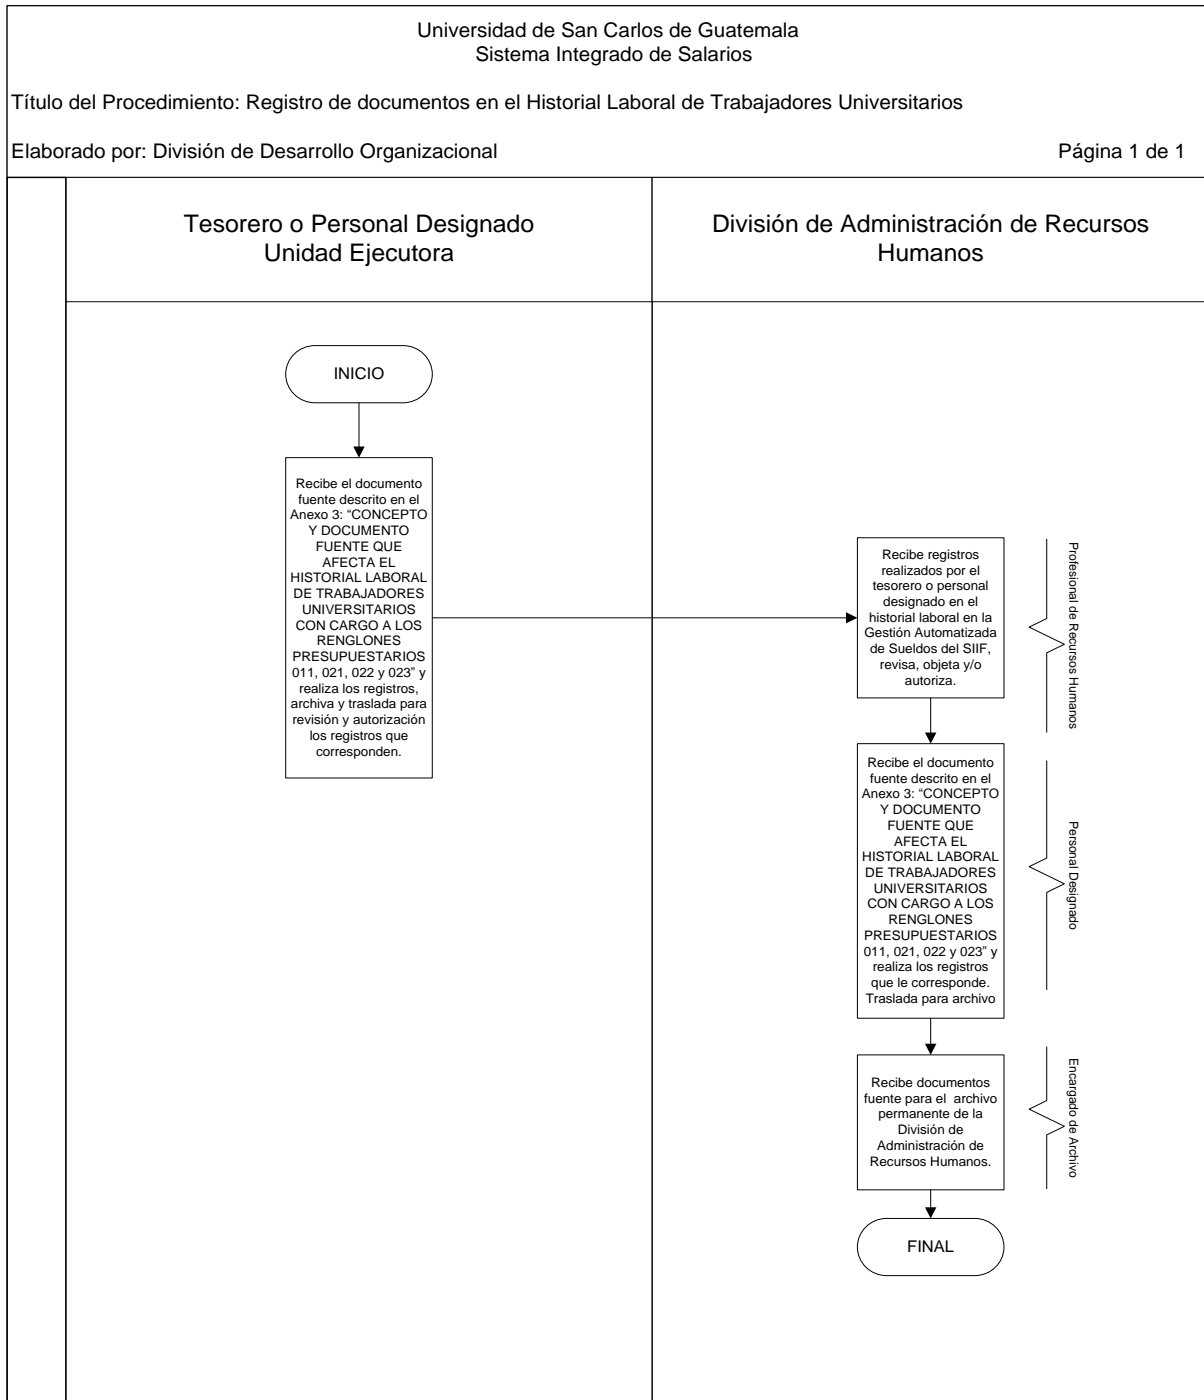 Universidad de San Carlos de Guatemala
Sistema Integrado de Salarios
Título del Procedimiento: Registro de documentos en el Historial Laboral de Trabajadores Universitarios
Elaborado por: División de Desarrollo Organizacional
Página 1 de 1
Tesorero o Personal Designado
Unidad Ejecutora
División de Administración de Recursos
Humanos
INICIO
Recibe el documento
fuente descrito en el
Anexo 3: “CONCEPTO
Y DOCUMENTO
FUENTE QUE
AFECTA EL
HISTORIAL LABORAL
DE TRABAJADORES
UNIVERSITARIOS
CON CARGO A LOS
RENGLONES
PRESUPUESTARIOS
011, 021, 022 y 023” y
realiza los registros,
archiva y traslada para
revisión y autorización
los registros que
corresponden.
Recibe registros
realizados por el
tesorero o personal
designado en el
historial laboral en la
Gestión Automatizada
de Sueldos del SIIF,
revisa, objeta y/o
autoriza.
Profesional de Recursos Humanos
Recibe el documento
fuente descrito en el
Anexo 3: “CONCEPTO
Y DOCUMENTO
FUENTE QUE
AFECTA EL
HISTORIAL LABORAL
DE TRABAJADORES
UNIVERSITARIOS
CON CARGO A LOS
RENGLONES
PRESUPUESTARIOS
011, 021, 022 y 023” y
realiza los registros
que le corresponde.
Traslada para archivo
Personal Designado
Recibe documentos
fuente para el archivo
permanente de la
División de
Administración de
Recursos Humanos.
Encargado de Archivo
FINAL